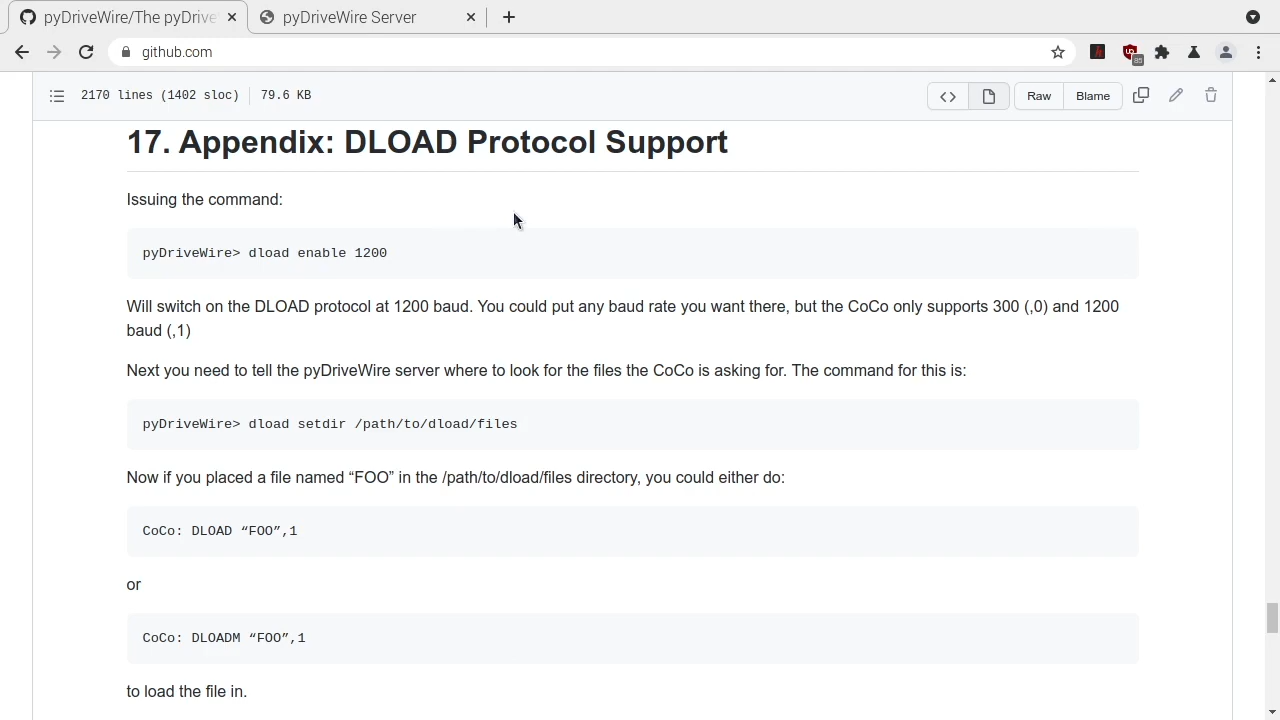 pyDriveWire/The pyDrive
pyDriveWire Server
github.com
85
2170 lines (1402 sloc)
79.6 KB
Raw
Blame
17. Appendix: DLOAD Protocol Support
Issuing the command:
pyDriveWire> dload enable 1200
Will switch on the DLOAD protocol at 1200 baud. You could put any baud rate you want there, but the CoCo only supports 300 (,0) and 1200
baud (,1)
Next you need to tell the pyDriveWire server where to look for the files the CoCo is asking for. The command for this is:
pyDriveWire> dload setdir /path/to/dload/files
Now if you placed a file named “FOO” in the /path/to/dload/files directory, you could either do:
CoCo: DLOAD “FOO”,1
or
CoCo: DLOADM “FOO”,1
to load the file in.